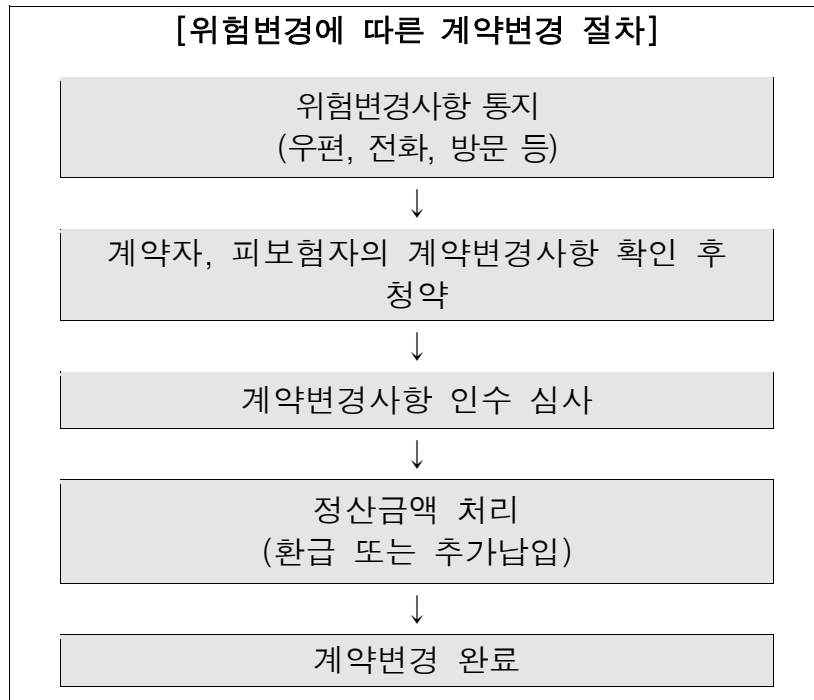 [위험변경에 따른 계약변경 절차]
위험변경사항 통지
(우편, 전화, 방문 등)
↓
계약자, 피보험자의 계약변경사항 확인 후
청약
↓
계약변경사항 인수 심사
↓
정산금액 처리
(환급 또는 추가납입)
↓
계약변경 완료